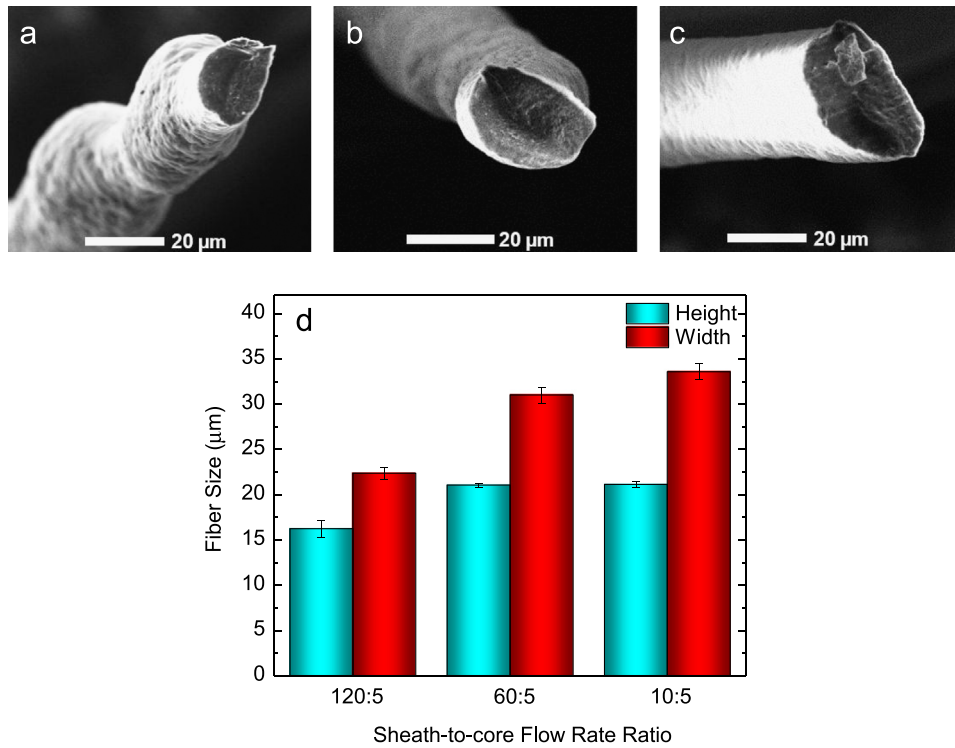 a
20 µm
b
20 µm
c
20 µm
d
Height
Width
Fiber Size (µm)
40
35
30
25
20
15
10
5
0
120:5
60:5
10:5
Sheath-to-core Flow Rate Ratio